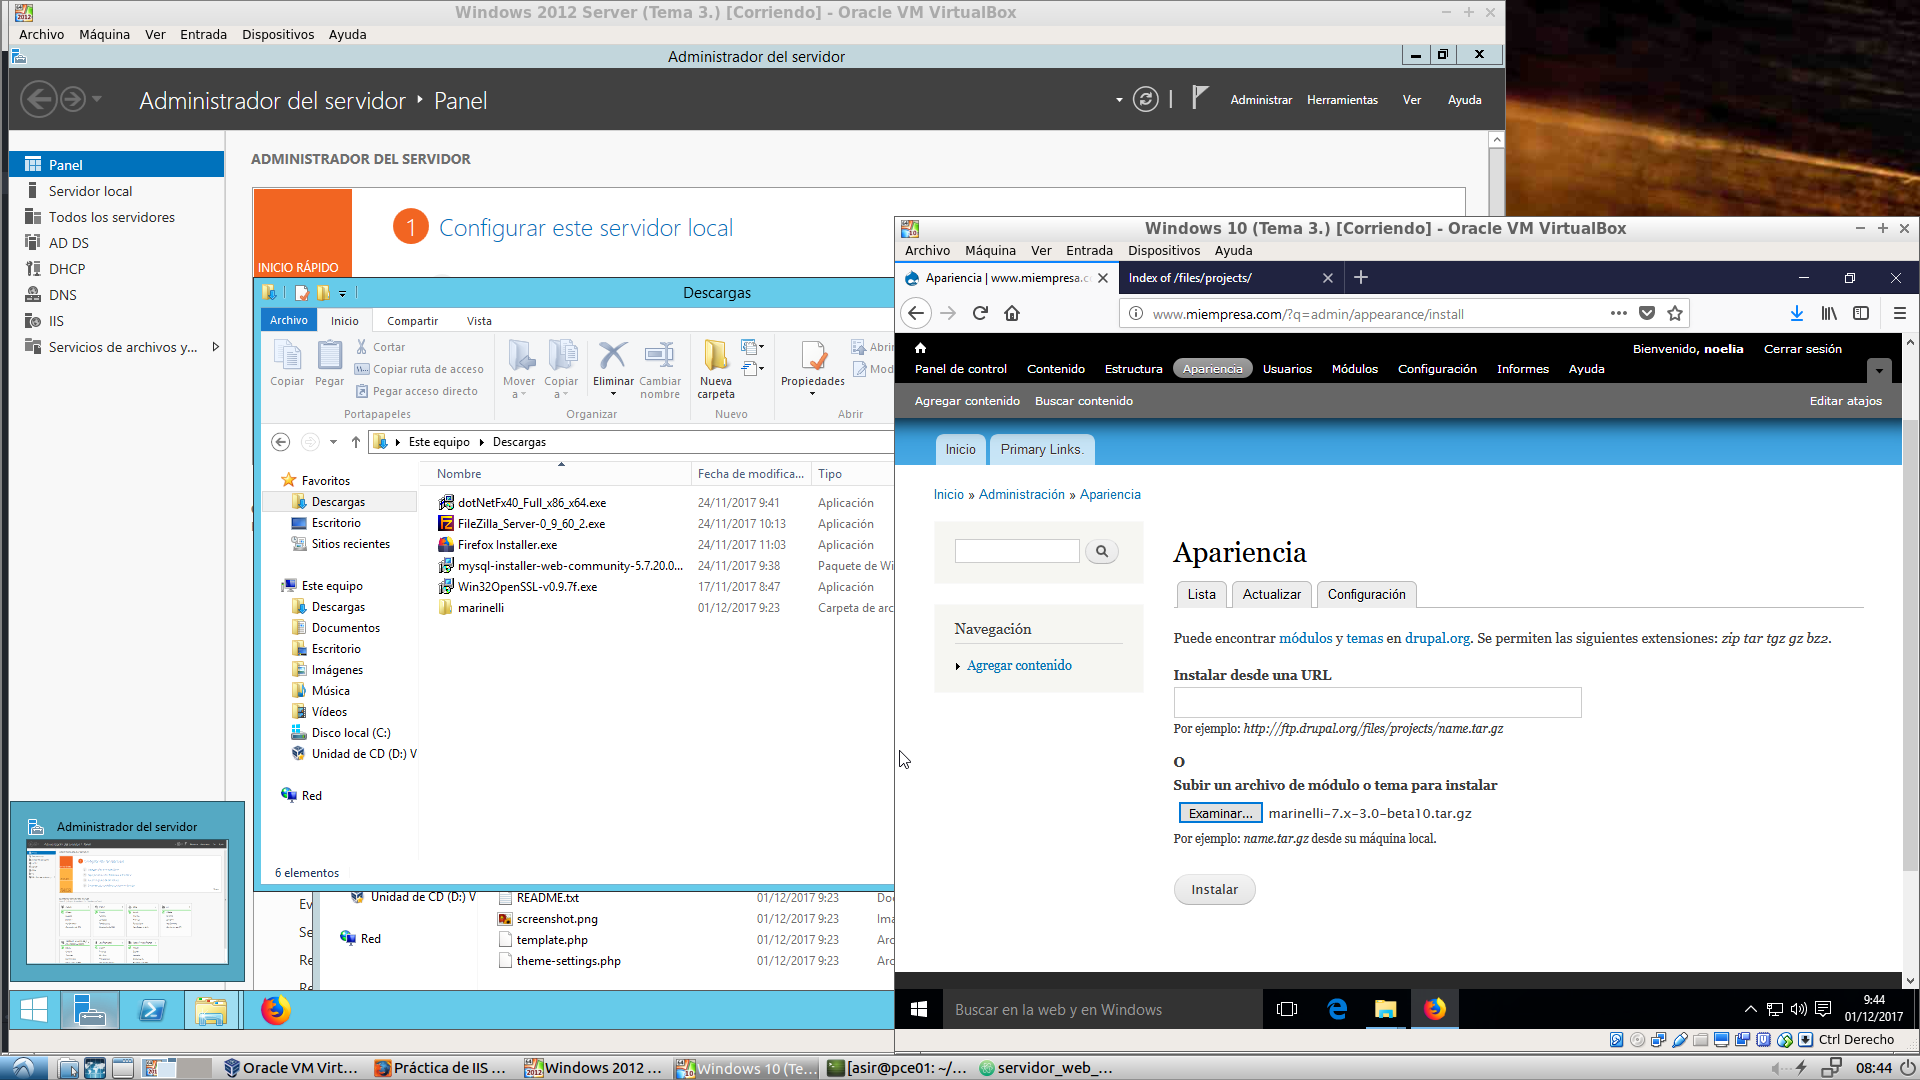 Windows 2012 Server (Tema 3.) [Corriendo] - Oracle VM VirtualBox
Archivo Máquina Ver Entrada Dispositivos Ayuda
Administrador del servidor
Administrador del servidor Panel
Administrar Herramientas Ver Ayuda
Panel
Servidor local
Todos los servidores
AD DS
DHCP
DNS
IIS
Servicios de archivos y...
ADMINISTRADOR DEL SERVIDOR
INICIO RÁPIDO
1 Configurar este servidor local
Descargas
Archivo Inicio Compartir Vista
Copiar
Pegar
Cortar
Copiar ruta de acceso
Pegar acceso directo
Portapapeles
Mover a
Copiar a
Eliminar
Cambiar nombre
Organizar
Nueva carpeta
Nuevo
Propiedades
Abrir
Este equipo Descargas
Nombre Fecha de modifica... Tipo
dotNetFx40_Full_x86_x64.exe 24/11/2017 9:41 Aplicación
FileZilla_Server-0_9_60_2.exe 24/11/2017 10:13 Aplicación
Firefox Installer.exe 24/11/2017 11:03 Aplicación
mysql-installer-web-community-5.7.20.0... 24/11/2017 9:38 Paquete de Wi
Win32OpenSSL-v0.9.7f.exe 17/11/2017 8:47 Aplicación
marinelli 01/12/2017 9:23 Carpeta de arc
Favoritos
Descargas
Escritorio
Sitios recientes
Este equipo
Descargas
Documentos
Escritorio
Imágenes
Música
Vídeos
Disco local (C:)
Unidad de CD (D:) V
Red
6 elementos
Administrador del servidor
Ev
Se
Re
Unidad de CD (D:) V
Red
README.txt 01/12/2017 9:23
screenshot.png 01/12/2017 9:23 Ima
template.php 01/12/2017 9:23 Arc
theme-settings.php 01/12/2017 9:23 Arc
Windows 10 (Tema 3.) [Corriendo] - Oracle VM VirtualBox
Archivo Máquina Ver Entrada Dispositivos Ayuda
Apariencia | www.miempresa.c
Index of /files/projects/
www.miempresa.com/?q=admin/appearance/install
Bienvenido, noelia Cerrar sesión
Panel de control Contenido Estructura Apariencia Usuarios Módulos Configuración Informes Ayuda
Agregar contenido Buscar contenido Editar atajos
Inicio Primary Links.
Inicio » Administración » Apariencia
Navegación
Agregar contenido
Apariencia
Lista Actualizar Configuración
Puede encontrar módulos y temas en drupal.org. Se permiten las siguientes extensiones: zip tar tgz gz bz2.
Instalar desde una URL
Por ejemplo: http://ftp.drupal.org/files/projects/name.tar.gz
O
Subir un archivo de módulo o tema para instalar
Examinar... marinelli-7.x-3.0-beta10.tar.gz
Por ejemplo: name.tar.gz desde su máquina local.
Instalar
Buscar en la web y en Windows
9:44
01/12/2017
Ctrl Derecho
Oracle VM Virt...
Práctica de IIS ...
Windows 2012 ...
Windows 10 (Te...
[asir@pce01: ~/...
servidor_web_...
08:44